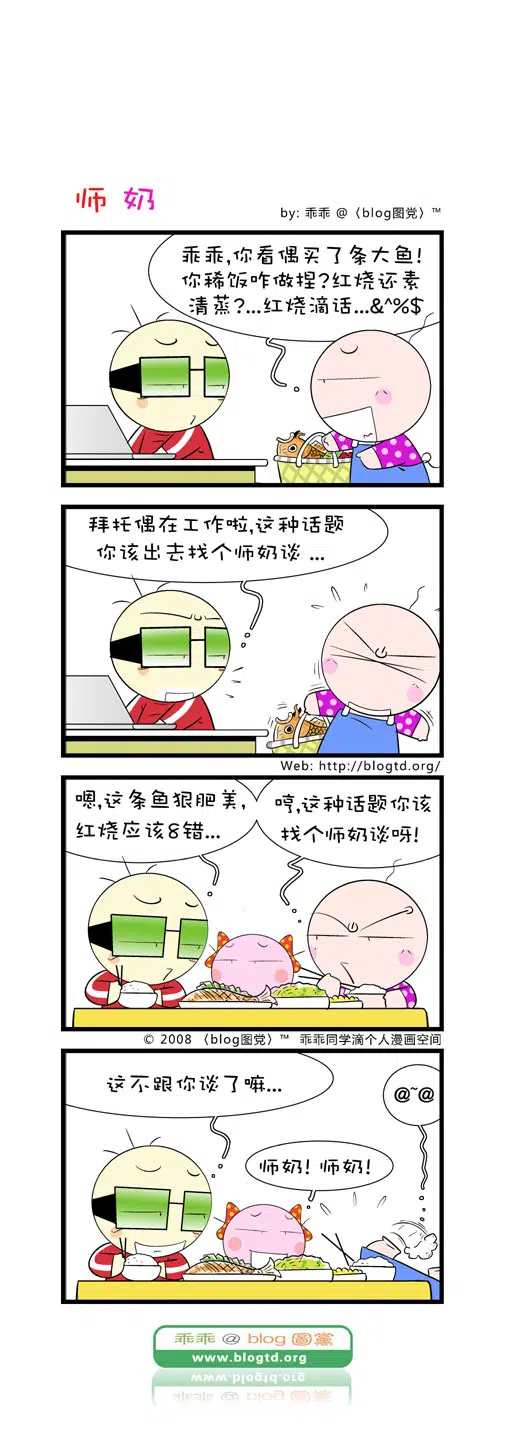 师 奶
by: 乖乖 @〈blog图党〉™
乖乖,你看偶买了条大鱼!
你稀饭咋做捏?红烧还素
清蒸?...红烧滴话...&^%$
拜托偶在工作啦,这种话题
你该出去找个师奶谈 ...
Web: http://blogtd.org/
嗯,这条鱼狠肥美,
红烧应该8错...
哼,这种话题你该
找个师奶谈呀!
© 2008 〈blog图党〉™ 乖乖同学滴个人漫画空间
这不跟你谈了嘛...
@~@
师奶! 师奶!
乖乖 @ blog 圖黨
www.blogtd.org